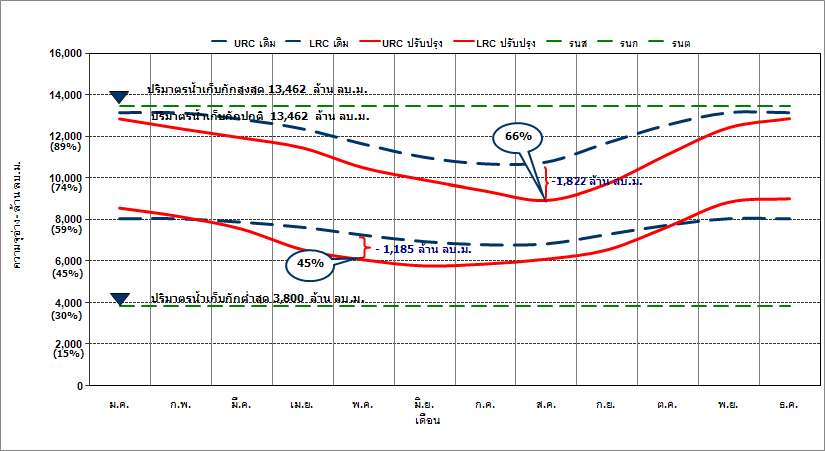 URC เดิม LRC เดิม URC ปรับปรุง LRC ปรับปรุง รนส รนก รนต
16,000
ปริมาตรน้ำเก็บกักสูงสุด 13,462 ล้าน ลบ.ม.
14,000
ปริมาตรน้ำเก็บกักปกติ 13,462 ล้าน ลบ.ม.
12,000
(89%)
66%
10,000
(74%)
-1,822 ล้าน ลบ.ม.
8,000
(59%)
- 1,185 ล้าน ลบ.ม.
6,000
(45%)
45%
4,000
(30%)
ปริมาตรน้ำเก็บกักต่ำสุด 3,800 ล้าน ลบ.ม.
2,000
(15%)
0
ความจุอ่าง- ล้าน ลบ.ม.
ม.ค. ก.พ. มี.ค. เม.ย. พ.ค. มิ.ย. ก.ค. ส.ค. ก.ย. ต.ค. พ.ย. ธ.ค.
เดือน